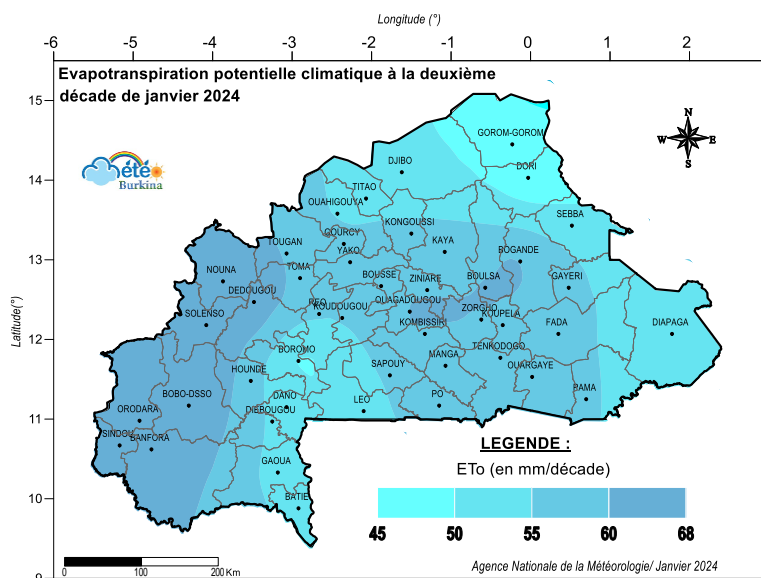 Longitude (°)
-6 -5 -4 -3 -2 -1 0 1 2
Evapotranspiration potentielle climatique à la deuxième
décade de janvier 2024
15
14
13
12
11
10
9
Latitude(°)
Météo
Burkina
N
W E
S
GOROM-GOROM
DORI
DJIBO
TITAO
OUAHIGOUYA
SEBBA
KONGOUSSI
GOURCY
TOUGAN
YAKO
KAYA
BOGANDE
NOUNA
TOMA
BOUSSE
ZINIARE
BOULSA
GAYERI
DEDOUGOU
REO
KOUDOUGOU
OUAGADOUGOU
ZORGHO
KOUPELA
SOLENSO
KOMBISSIRI
FADA
DIAPAGA
BOROMO
TENKODOGO
MANGA
SAPOUY
OUARGAYE
HOUNDE
BOBO-DSSO
DANO
LEO
PO
PAMA
ORODARA
DIEBOUGOU
SINDOU
BANFORA
GAOUA
BATIE
LEGENDE :
ETo (en mm/décade)
45 50 55 60 68
0 100 200 Km
Agence Nationale de la Météorologie/ Janvier 2024